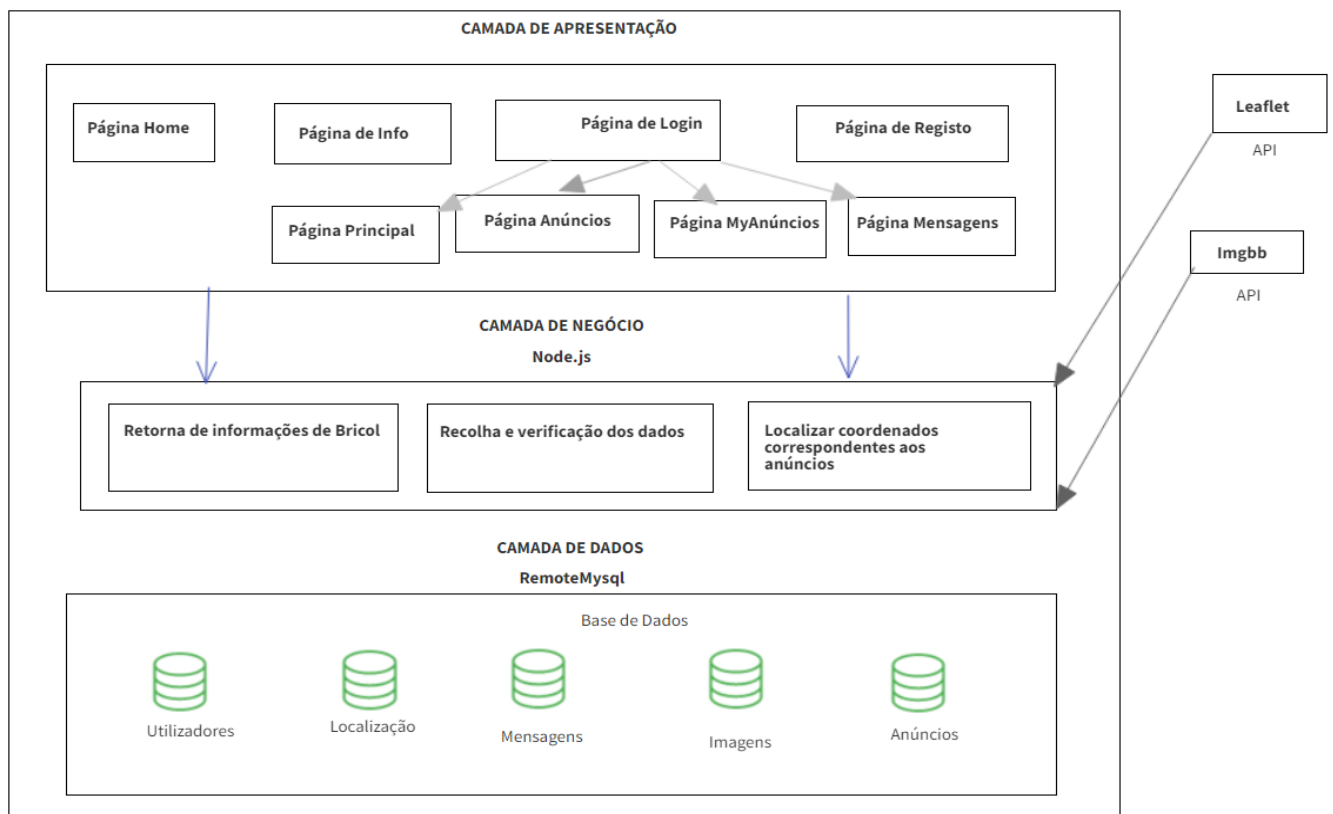 CAMADA DE APRESENTAÇÃO
Página Home
Página de Info
Página de Login
Página de Registo
Página Principal
Página Anúncios
Página MyAnúncios
Página Mensagens
Leaflet
API
Imgbb
API
CAMADA DE NEGÓCIO
Node.js
Retorna de informações de Bricol
Recolha e verificação dos dados
Localizar coordenados
correspondentes aos
anúncios
CAMADA DE DADOS
RemoteMysql
Base de Dados
Utilizadores
Localização
Mensagens
Imagens
Anúncios